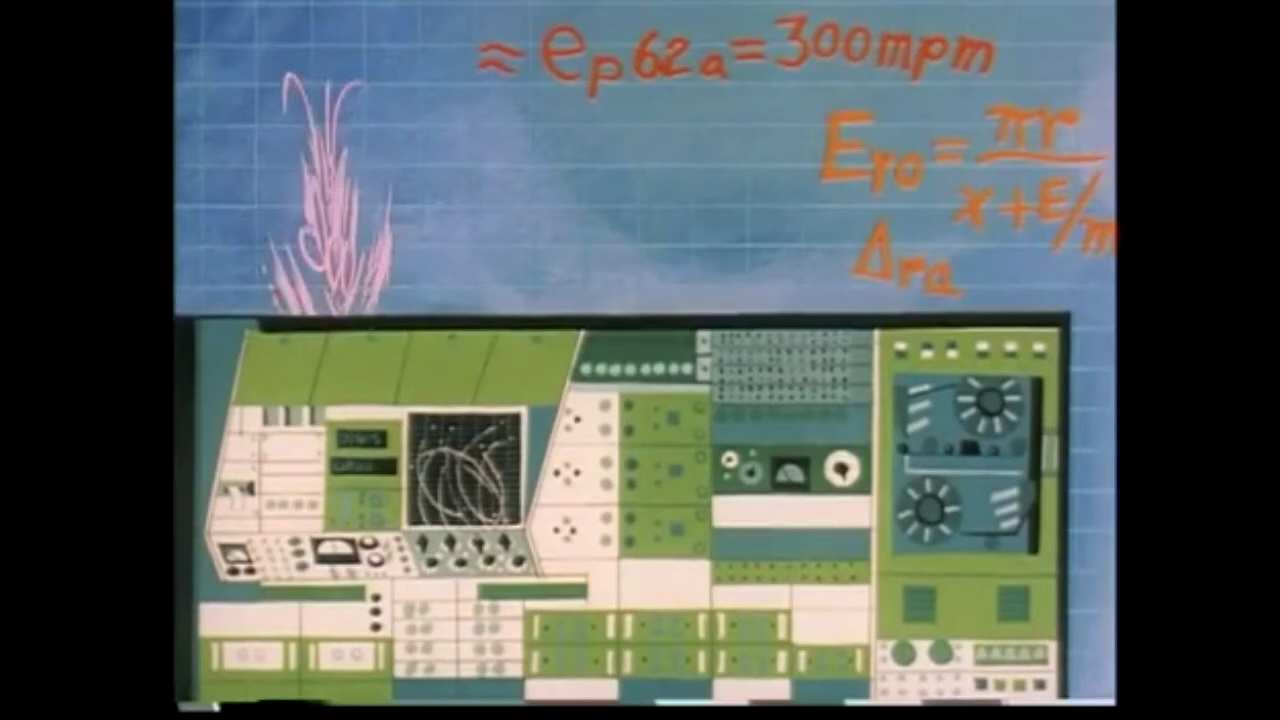 ≈ ep62a=300mpm
Ero = πr
x+E/m
Δra